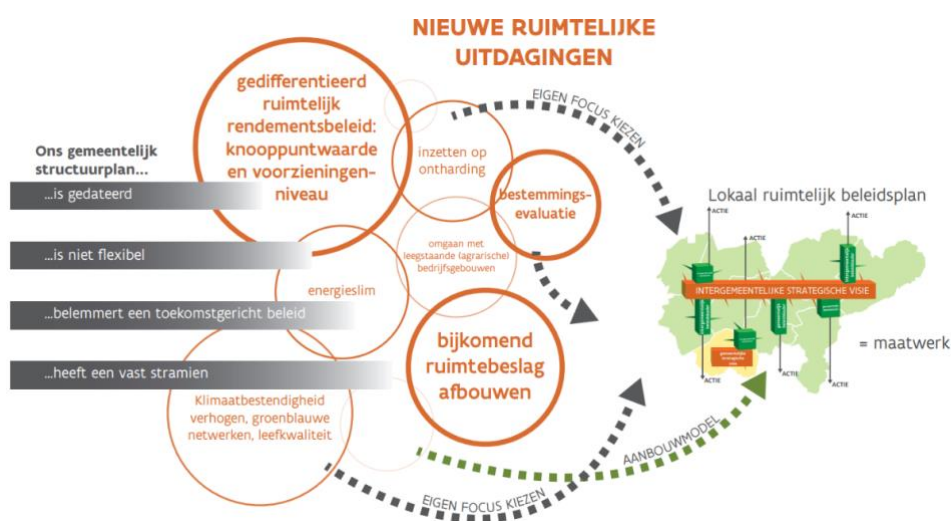 NIEUWE RUIMTELIJKE
UITDAGINGEN
Ons gemeentelijk
structuurplan...
...is gedateerd
...is niet flexibel
...belemmert een toekomstgericht beleid
...heeft een vast stramien
gedifferentieerd
ruimtelijk
rendementsbeleid:
knooppuntwaarde
en voorzieningen-
niveau
inzetten op
ontharding
bestemmings-
evaluatie
omgaan met
leegstaande (agrarische)
bedrijfsgebouwen
energieslim
bijkomend
ruimtebeslag
afbouwen
Klimaatbestendigheid
verhogen, groenblauwe
netwerken, leefkwaliteit
EIGEN FOCUS KIEZEN
EIGEN FOCUS KIEZEN
AANBOUWMODEL
Lokaal ruimtelijk beleidsplan
ACTIE
ACTIE
ACTIE
INTERGEMEENTELIJKE STRATEGISCHE VISIE
= maatwerk
ACTIE
ACTIE
ACTIE